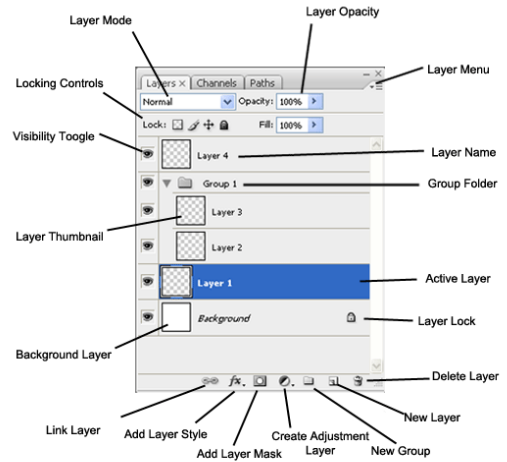 Layer Mode
Layer Opacity
Layer Menu
Locking Controls
Layers × Channels Paths
Normal Opacity: 100%
Lock: Fill: 100%
Visibility Toogle
Layer 4
Layer Name
Group 1
Group Folder
Layer 3
Layer Thumbnail
Layer 2
Layer 1
Active Layer
Background
Layer Lock
Background Layer
fx
Delete Layer
Link Layer
Add Layer Style
Add Layer Mask
Create Adjustment
Layer
New Group
New Layer